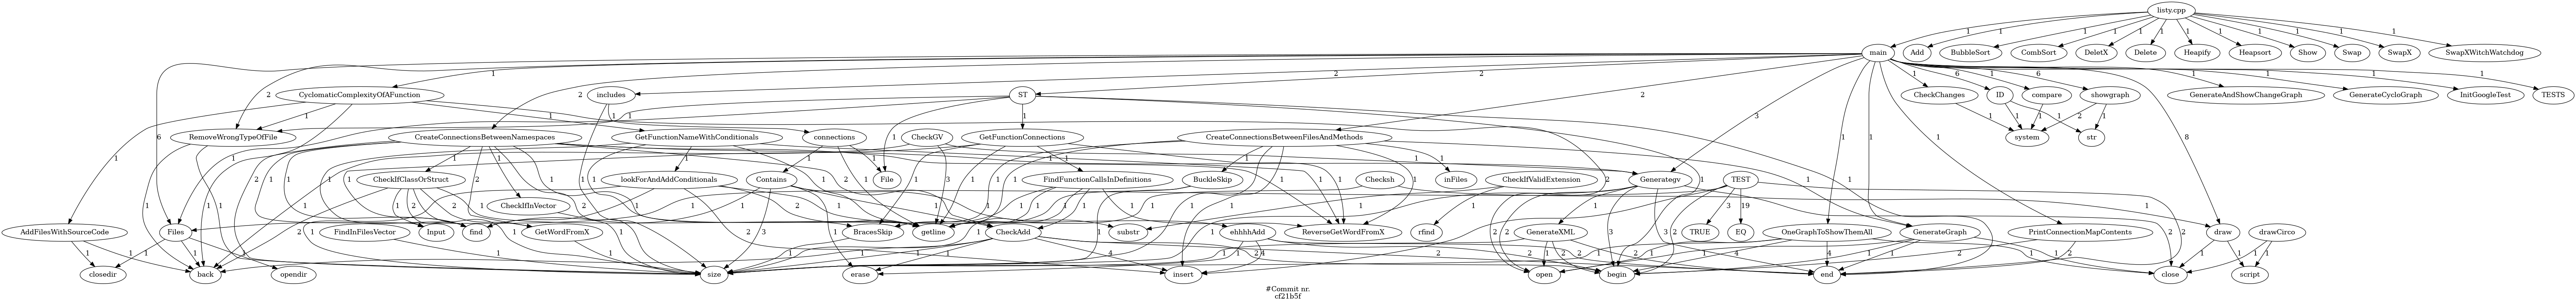 listy.cpp
main
Add
BubbleSort
CombSort
DeletX
Delete
Heapify
Heapsort
Show
Swap
SwapX
SwapXWitchWatchdog
CyclomaticComplexityOfAFunction
includes
ST
CheckChanges
ID
compare
showgraph
GenerateAndShowChangeGraph
GenerateCycloGraph
InitGoogleTest
TESTS
RemoveWrongTypeOfFile
CreateConnectionsBetweenNamespaces
GetFunctionNameWithConditionals
connections
CheckGV
GetFunctionConnections
CreateConnectionsBetweenFilesAndMethods
system
str
CheckIfClassOrStruct
lookForAndAddConditionals
Contains
File
FindFunctionCallsInDefinitions
BuckleSkip
inFiles
Checksh
CheckIfValidExtension
Generategv
TEST
CheckIfInVector
AddFilesWithSourceCode
Files
FindInFilesVector
Input
find
GetWordFromX
BracesSkip
getline
CheckAdd
substr
ehhhhAdd
ReverseGetWordFromX
rfind
GenerateXML
TRUE
EQ
OneGraphToShowThemAll
GenerateGraph
PrintConnectionMapContents
draw
drawCirco
closedir
back
opendir
size
erase
insert
open
begin
end
close
script
#Commit nr.
cf21b5f